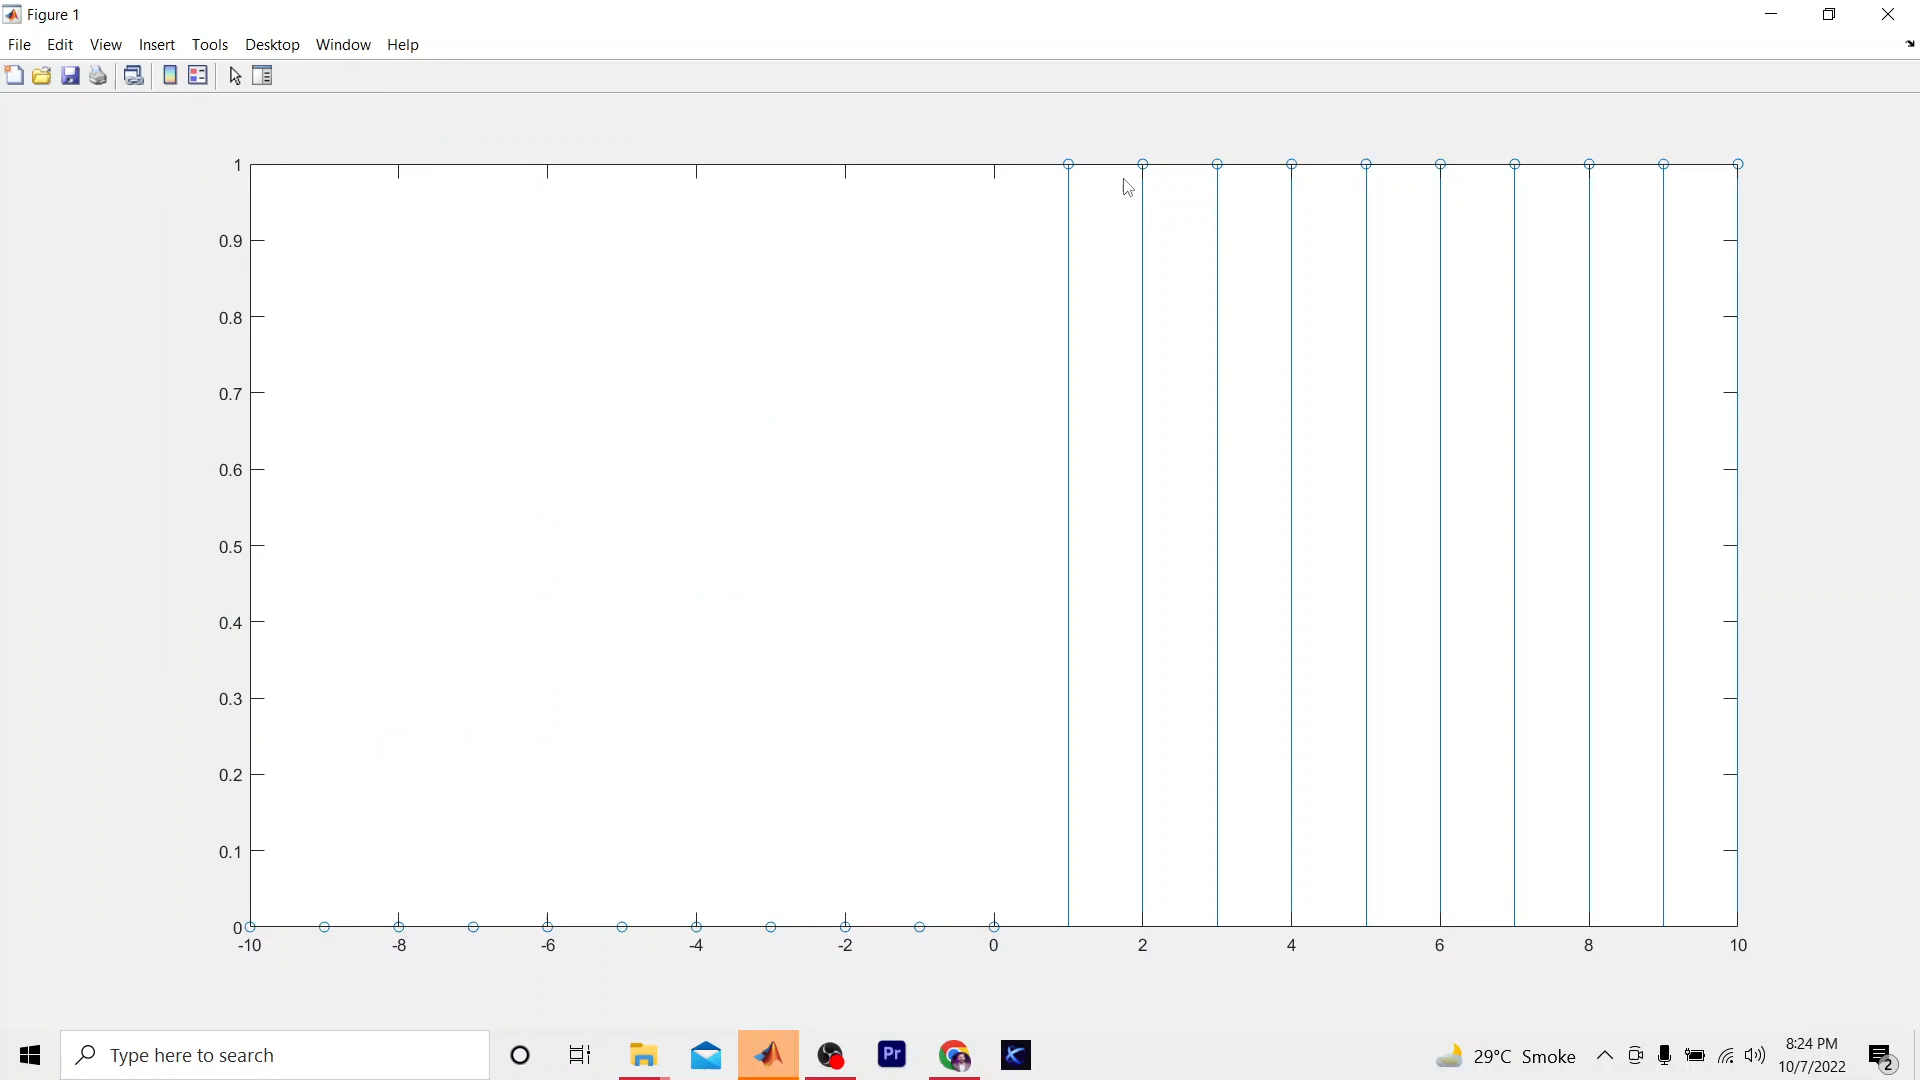 Figure 1
File Edit View Insert Tools Desktop Window Help
1
0.9
0.8
0.7
0.6
0.5
0.4
0.3
0.2
0.1
0
-10 -8 -6 -4 -2 0 2 4 6 8 10
Type here to search
Pr
29°C Smoke
8:24 PM
10/7/2022
2